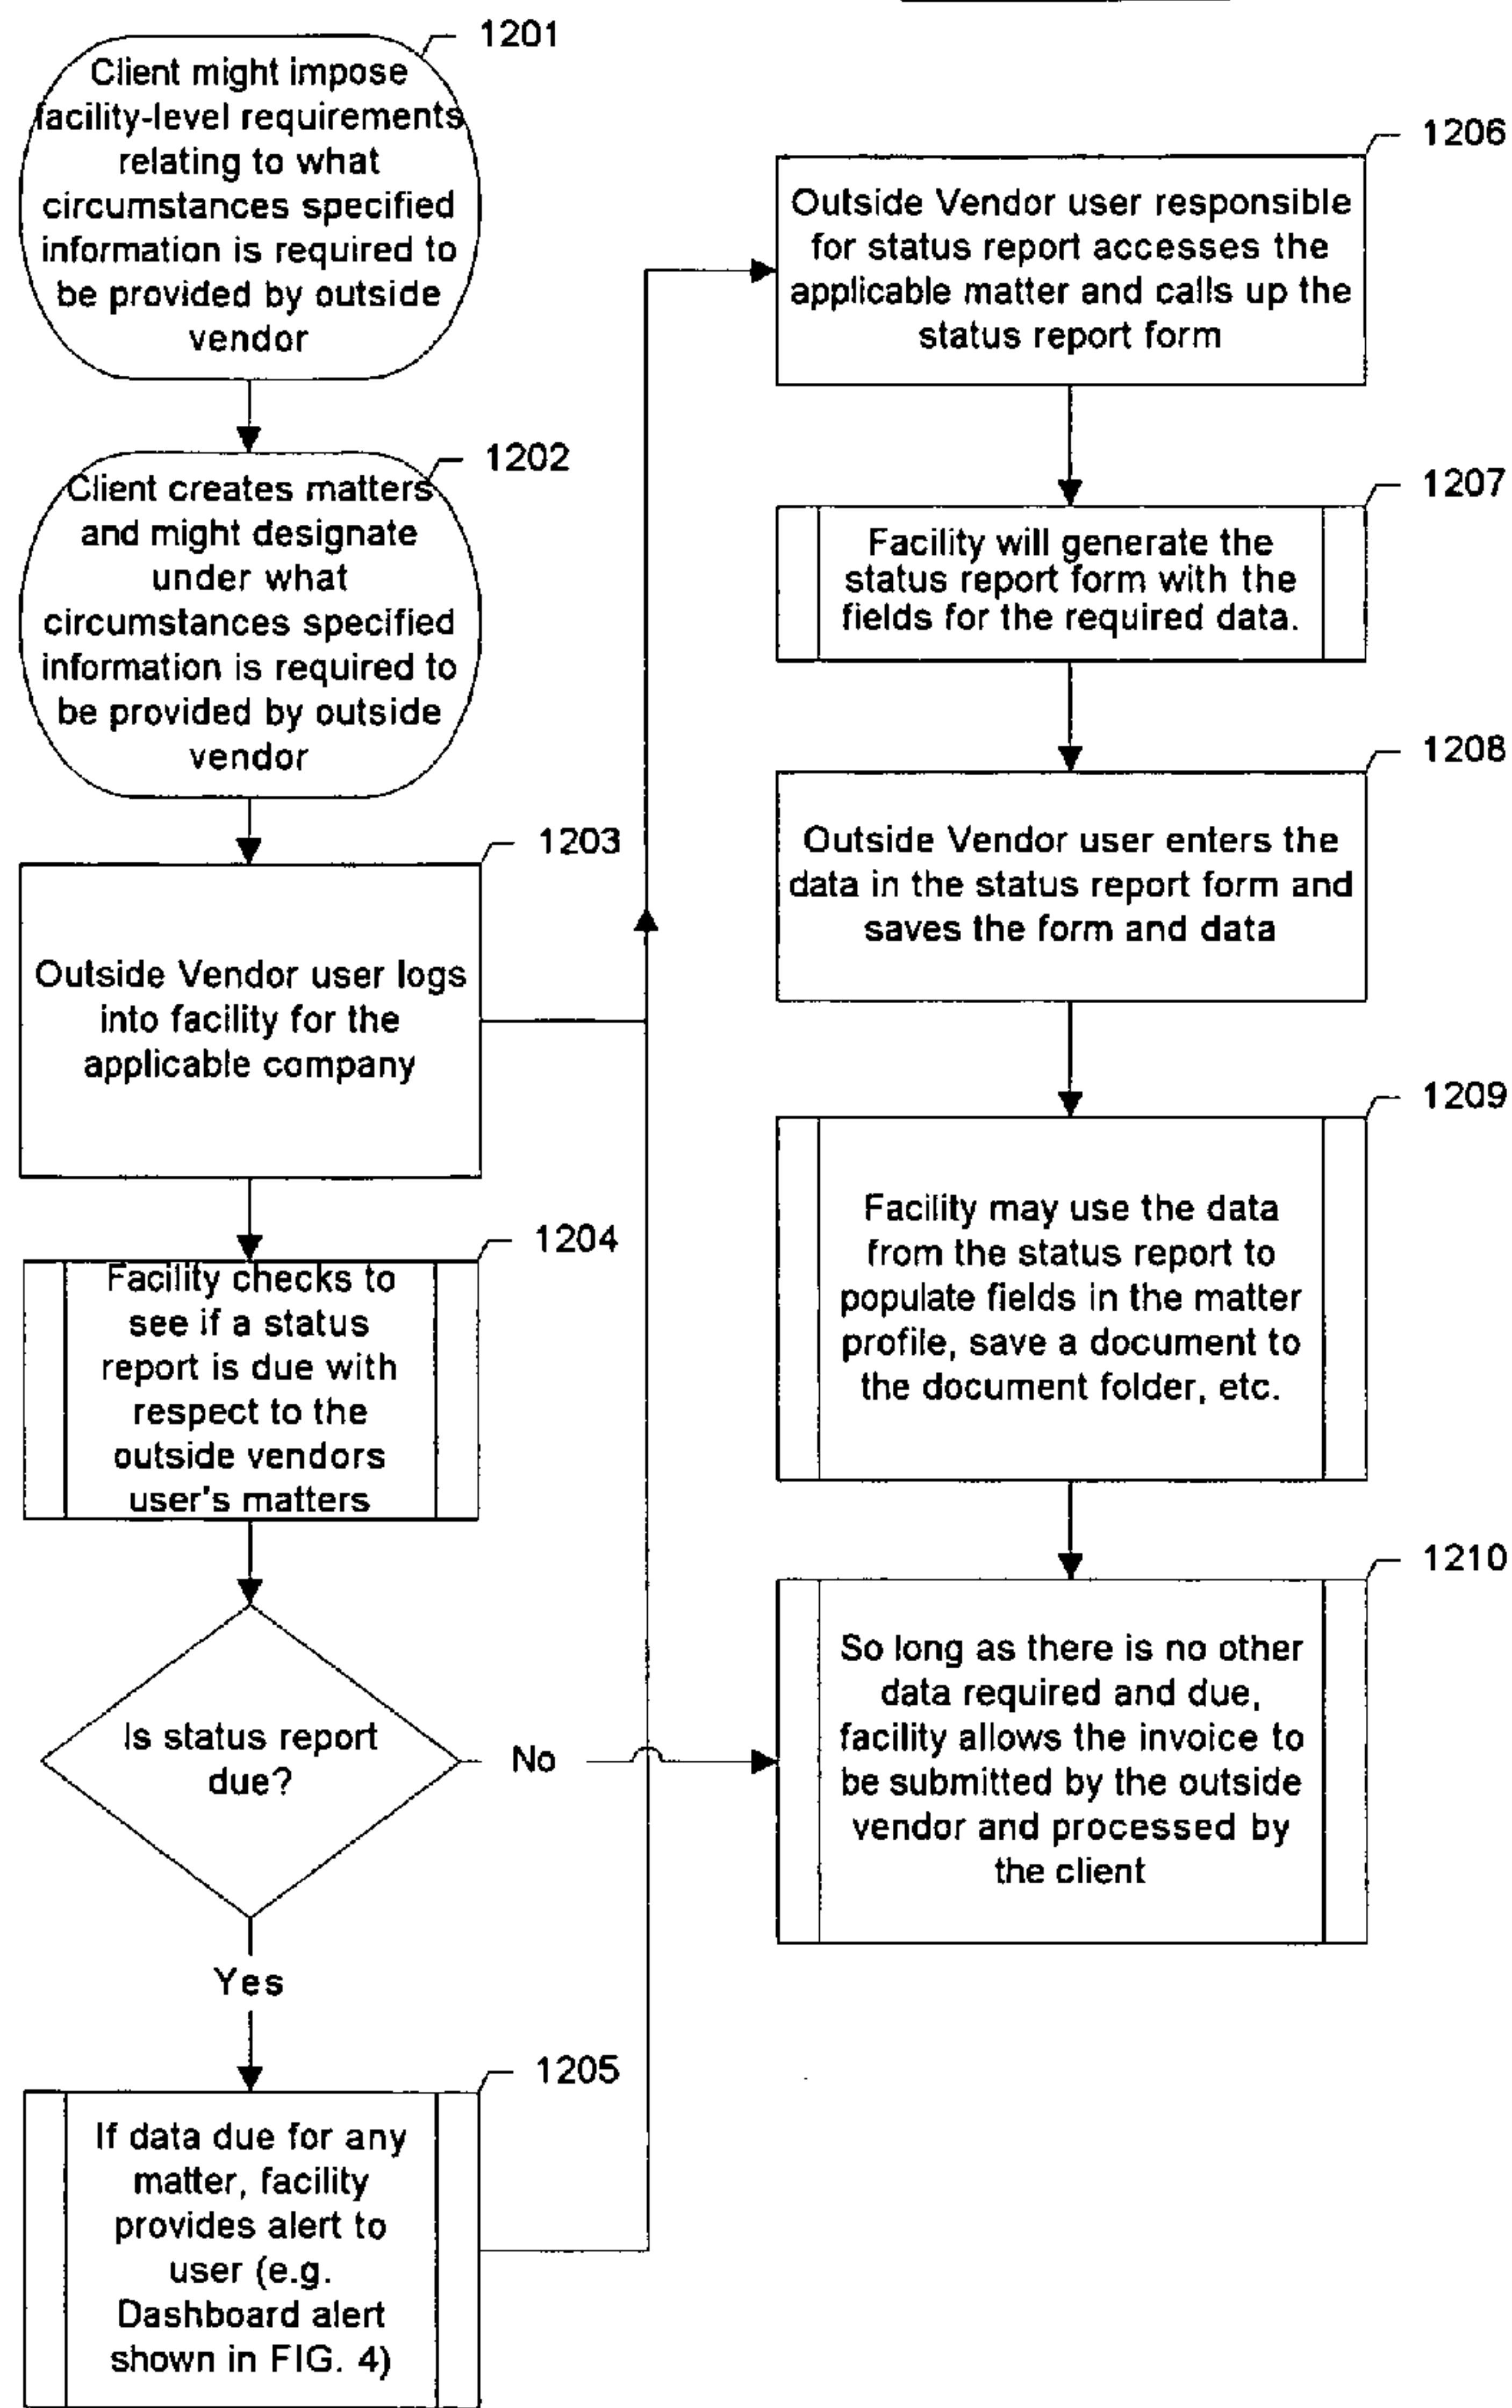 1201
Client might impose
facility-level requirements
relating to what
circumstances specified
information is required to
be provided by outside
vendor
1202
Client creates matters
and might designate
under what
circumstances specified
information is required to
be provided by outside
vendor
1203
Outside Vendor user logs
into facility for the
applicable company
1204
Facility checks to
see if a status
report is due with
respect to the
outside vendors
user's matters
Is status report
due?
No
Yes
1205
If data due for any
matter, facility
provides alert to
user (e.g.
Dashboard alert
shown in FIG. 4)
1206
Outside Vendor user responsible
for status report accesses the
applicable matter and calls up the
status report form
1207
Facility will generate the
status report form with the
fields for the required data.
1208
Outside Vendor user enters the
data in the status report form and
saves the form and data
1209
Facility may use the data
from the status report to
populate fields in the matter
profile, save a document to
the document folder, etc.
1210
So long as there is no other
data required and due,
facility allows the invoice to
be submitted by the outside
vendor and processed by
the client